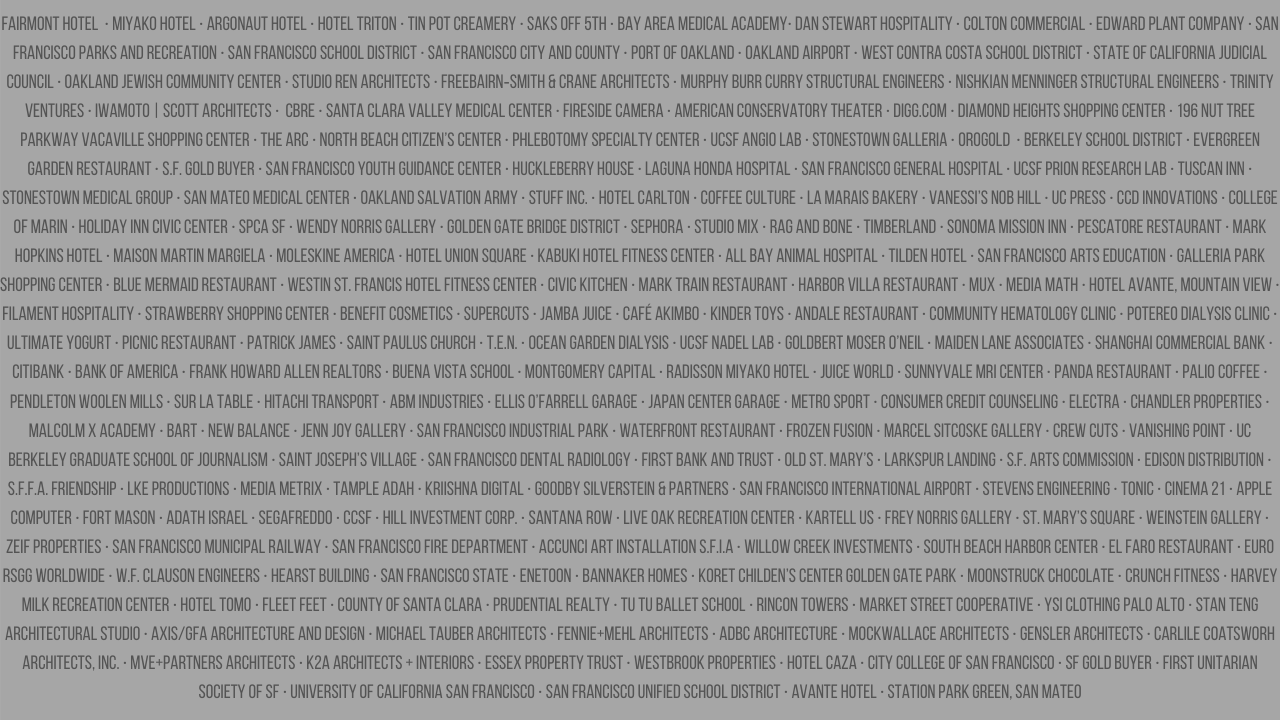 FAIRMONT HOTEL · MIYAKO HOTEL · ARGONAUT HOTEL · HOTEL TRITON · TIN POT CREAMERY · SAKS OFF 5TH · BAY AREA MEDICAL ACADEMY· DAN STEWART HOSPITALITY · COLTON COMMERCIAL · EDWARD PLANT COMPANY · SAN
FRANCISCO PARKS AND RECREATION · SAN FRANCISCO SCHOOL DISTRICT · SAN FRANCISCO CITY AND COUNTY · PORT OF OAKLAND · OAKLAND AIRPORT · WEST CONTRA COSTA SCHOOL DISTRICT · STATE OF CALIFORNIA JUDICIAL
COUNCIL · OAKLAND JEWISH COMMUNITY CENTER · STUDIO REN ARCHITECTS · FREEBAIRN-SMITH & CRANE ARCHITECTS · MURPHY BURR CURRY STRUCTURAL ENGINEERS · NISHKIAN MENNINGER STRUCTURAL ENGINEERS · TRINITY
VENTURES · IWAMOTO | SCOTT ARCHITECTS · CBRE · SANTA CLARA VALLEY MEDICAL CENTER · FIRESIDE CAMERA · AMERICAN CONSERVATORY THEATER · DIGG.COM · DIAMOND HEIGHTS SHOPPING CENTER · 196 NUT TREE
PARKWAY VACAVILLE SHOPPING CENTER · THE ARC · NORTH BEACH CITIZEN'S CENTER · PHLEBOTOMY SPECIALTY CENTER · UCSF ANGIO LAB · STONESTOWN GALLERIA · OROGOLD · BERKELEY SCHOOL DISTRICT · EVERGREEN
GARDEN RESTAURANT · S.F. GOLD BUYER · SAN FRANCISCO YOUTH GUIDANCE CENTER · HUCKLEBERRY HOUSE · LAGUNA HONDA HOSPITAL · SAN FRANCISCO GENERAL HOSPITAL · UCSF PRION RESEARCH LAB · TUSCAN INN ·
STONESTOWN MEDICAL GROUP · SAN MATEO MEDICAL CENTER · OAKLAND SALVATION ARMY · STUFF INC. · HOTEL CARLTON · COFFEE CULTURE · LA MARAIS BAKERY · VANESSI'S NOB HILL · UC PRESS · CCD INNOVATIONS · COLLEGE
OF MARIN · HOLIDAY INN CIVIC CENTER · SPCA SF · WENDY NORRIS GALLERY · GOLDEN GATE BRIDGE DISTRICT · SEPHORA · STUDIO MIX · RAG AND BONE · TIMBERLAND · SONOMA MISSION INN · PESCATORE RESTAURANT · MARK
HOPKINS HOTEL · MAISON MARTIN MARGIELA · MOLESKINE AMERICA · HOTEL UNION SQUARE · KABUKI HOTEL FITNESS CENTER · ALL BAY ANIMAL HOSPITAL · TILDEN HOTEL · SAN FRANCISCO ARTS EDUCATION · GALLERIA PARK
SHOPPING CENTER · BLUE MERMAID RESTAURANT · WESTIN ST. FRANCIS HOTEL FITNESS CENTER · CIVIC KITCHEN · MARK TRAIN RESTAURANT · HARBOR VILLA RESTAURANT · MUX · MEDIA MATH · HOTEL AVANTE, MOUNTAIN VIEW ·
FILAMENT HOSPITALITY · STRAWBERRY SHOPPING CENTER · BENEFIT COSMETICS · SUPERCUTS · JAMBA JUICE · CAFÉ AKIMBO · KINDER TOYS · ANDALE RESTAURANT · COMMUNITY HEMATOLOGY CLINIC · POTEREO DIALYSIS CLINIC ·
ULTIMATE YOGURT · PICNIC RESTAURANT · PATRICK JAMES · SAINT PAULUS CHURCH · T.E.N. · OCEAN GARDEN DIALYSIS · UCSF NADEL LAB · GOLDBERT MOSER O'NEIL · MAIDEN LANE ASSOCIATES · SHANGHAI COMMERCIAL BANK ·
CITIBANK · BANK OF AMERICA · FRANK HOWARD ALLEN REALTORS · BUENA VISTA SCHOOL · MONTGOMERY CAPITAL · RADISSON MIYAKO HOTEL · JUICE WORLD · SUNNYVALE MRI CENTER · PANDA RESTAURANT · PALIO COFFEE ·
PENDLETON WOOLEN MILLS · SUR LA TABLE · HITACHI TRANSPORT · ABM INDUSTRIES · ELLIS O'FARRELL GARAGE · JAPAN CENTER GARAGE · METRO SPORT · CONSUMER CREDIT COUNSELING · ELECTRA · CHANDLER PROPERTIES ·
MALCOLM X ACADEMY · BART · NEW BALANCE · JENN JOY GALLERY · SAN FRANCISCO INDUSTRIAL PARK · WATERFRONT RESTAURANT · FROZEN FUSION · MARCEL SITCOSKE GALLERY · CREW CUTS · VANISHING POINT · UC
BERKELEY GRADUATE SCHOOL OF JOURNALISM · SAINT JOSEPH'S VILLAGE · SAN FRANCISCO DENTAL RADIOLOGY · FIRST BANK AND TRUST · OLD ST. MARY'S · LARKSPUR LANDING · S.F. ARTS COMMISSION · EDISON DISTRIBUTION ·
S.F.F.A. FRIENDSHIP · LKE PRODUCTIONS · MEDIA METRIX · TAMPLE ADAH · KRIISHNA DIGITAL · GOODBY SILVERSTEIN & PARTNERS · SAN FRANCISCO INTERNATIONAL AIRPORT · STEVENS ENGINEERING · TONIC · CINEMA 21 · APPLE
COMPUTER · FORT MASON · ADATH ISRAEL · SEGAFREDDO · CCSF · HILL INVESTMENT CORP. · SANTANA ROW · LIVE OAK RECREATION CENTER · KARTELL US · FREY NORRIS GALLERY · ST. MARY'S SQUARE · WEINSTEIN GALLERY ·
ZEIF PROPERTIES · SAN FRANCISCO MUNICIPAL RAILWAY · SAN FRANCISCO FIRE DEPARTMENT · ACCUNCI ART INSTALLATION S.F.I.A · WILLOW CREEK INVESTMENTS · SOUTH BEACH HARBOR CENTER · EL FARO RESTAURANT · EURO
RSGG WORLDWIDE · W.F. CLAUSON ENGINEERS · HEARST BUILDING · SAN FRANCISCO STATE · ENETOON · BANNAKER HOMES · KORET CHILDEN'S CENTER GOLDEN GATE PARK · MOONSTRUCK CHOCOLATE · CRUNCH FITNESS · HARVEY
MILK RECREATION CENTER · HOTEL TOMO · FLEET FEET · COUNTY OF SANTA CLARA · PRUDENTIAL REALTY · TU TU BALLET SCHOOL · RINCON TOWERS · MARKET STREET COOPERATIVE · YSI CLOTHING PALO ALTO · STAN TENG
ARCHITECTURAL STUDIO · AXIS/GFA ARCHITECTURE AND DESIGN · MICHAEL TAUBER ARCHITECTS · FENNIE+MEHL ARCHITECTS · ADBC ARCHITECTURE · MOCKWALLACE ARCHITECTS · GENSLER ARCHITECTS · CARLILE COATSWORH
ARCHITECTS, INC. · MVE+PARTNERS ARCHITECTS · K2A ARCHITECTS + INTERIORS · ESSEX PROPERTY TRUST · WESTBROOK PROPERTIES · HOTEL CAZA · CITY COLLEGE OF SAN FRANCISCO · SF GOLD BUYER · FIRST UNITARIAN
SOCIETY OF SF · UNIVERSITY OF CALIFORNIA SAN FRANCISCO · SAN FRANCISCO UNIFIED SCHOOL DISTRICT · AVANTE HOTEL · STATION PARK GREEN, SAN MATEO